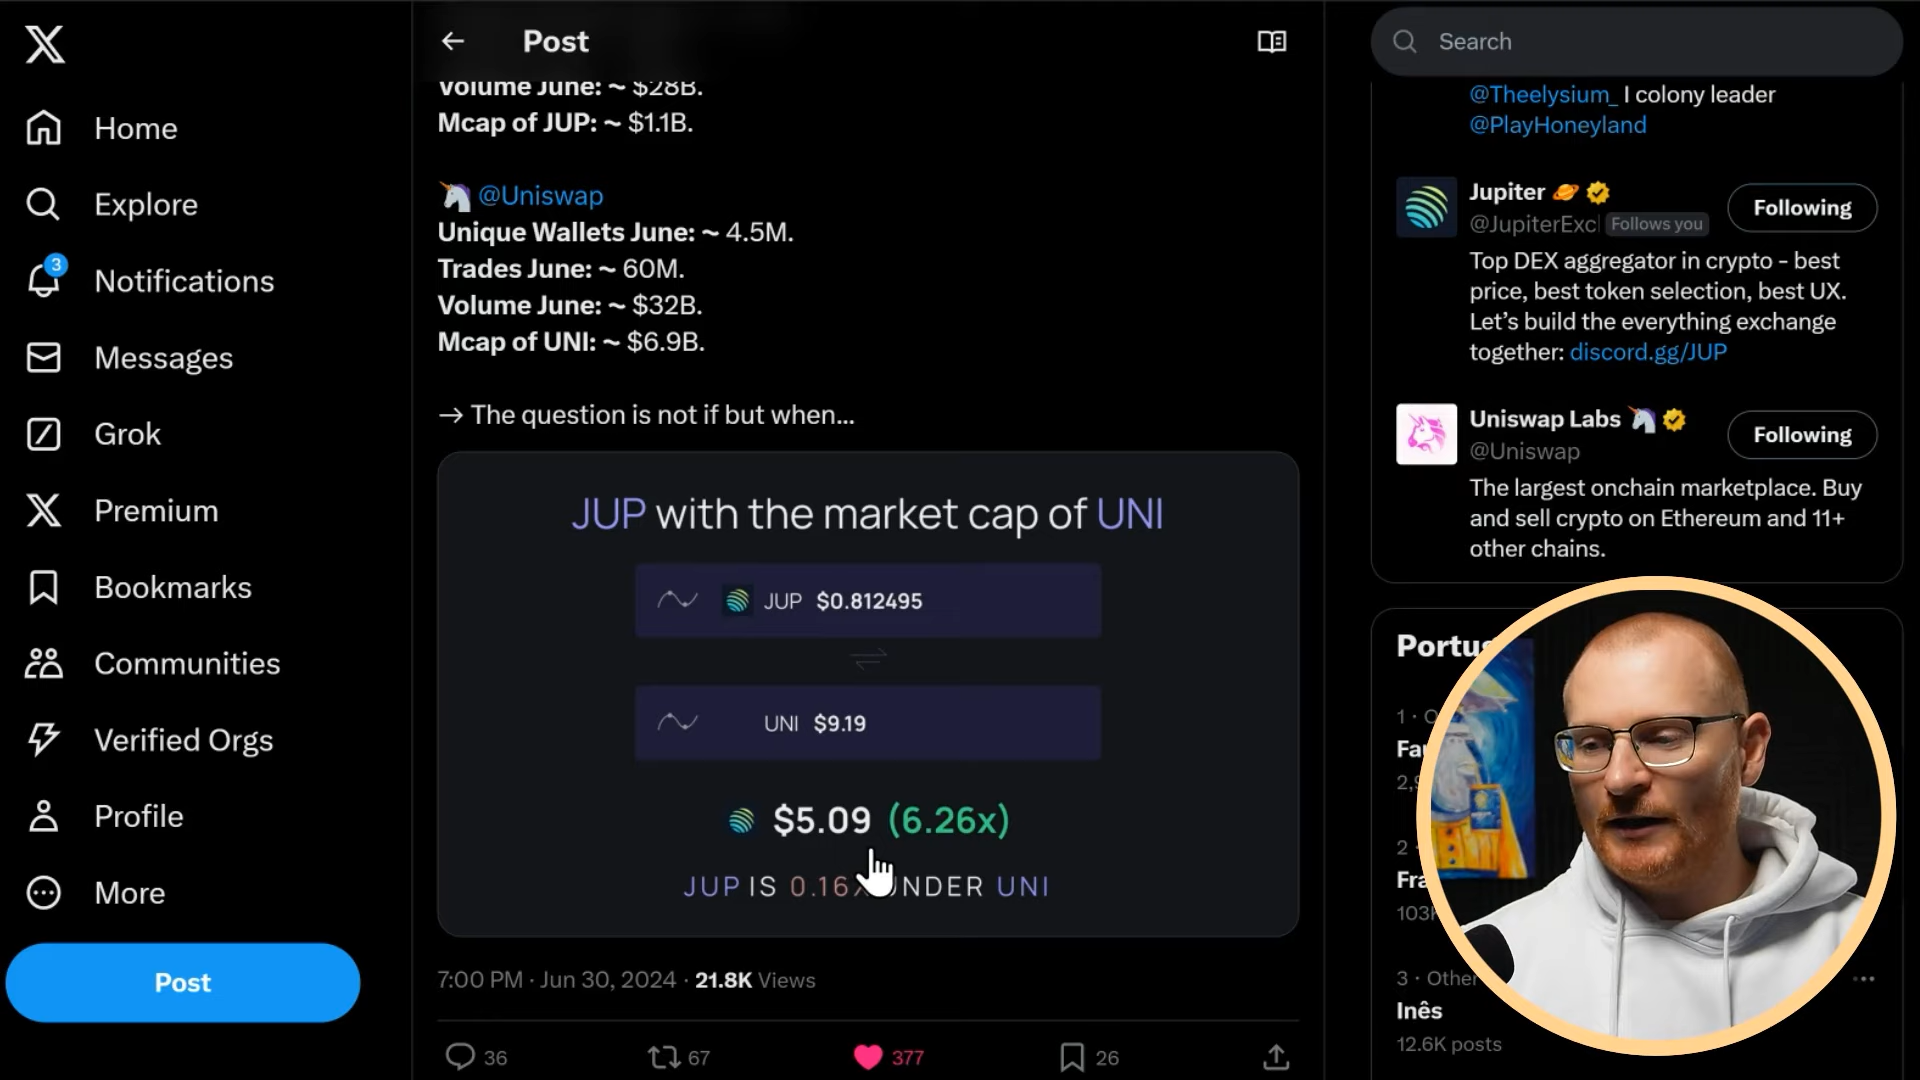 Home
Explore
3
Notifications
Messages
Grok
Premium
Bookmarks
Communities
Verified Orgs
Profile
More
Post
Post
Volume June: ~ $28B.
Mcap of JUP: ~ $1.1B.
@Uniswap
Unique Wallets June: ~ 4.5M.
Trades June: ~ 60M.
Volume June: ~ $32B.
Mcap of UNI: ~ $6.9B.
→ The question is not if but when...
JUP with the market cap of UNI
JUP $0.812495
UNI $9.19
$5.09 (6.26x)
JUP IS 0.16 UNDER UNI
7:00 PM · Jun 30, 2024 · 21.8K Views
36
67
377
26
Search
@Theelysium_ I colony leader
@PlayHoneyland
Jupiter
@JupiterExc Follows you
Following
Top DEX aggregator in crypto - best
price, best token selection, best UX.
Let's build the everything exchange
together: discord.gg/JUP
Uniswap Labs
@Uniswap
Following
The largest onchain marketplace. Buy
and sell crypto on Ethereum and 11+
other chains.
1 ·
2
103K
3 · Other
Inês
12.6K posts